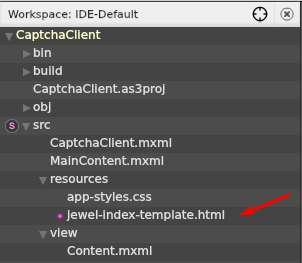 Workspace: IDE-Default
CaptchaClient
bin
build
CaptchaClient.as3proj
obj
S src
CaptchaClient.mxml
MainContent.mxml
resources
app-styles.css
jewel-index-template.html
view
Content.mxml